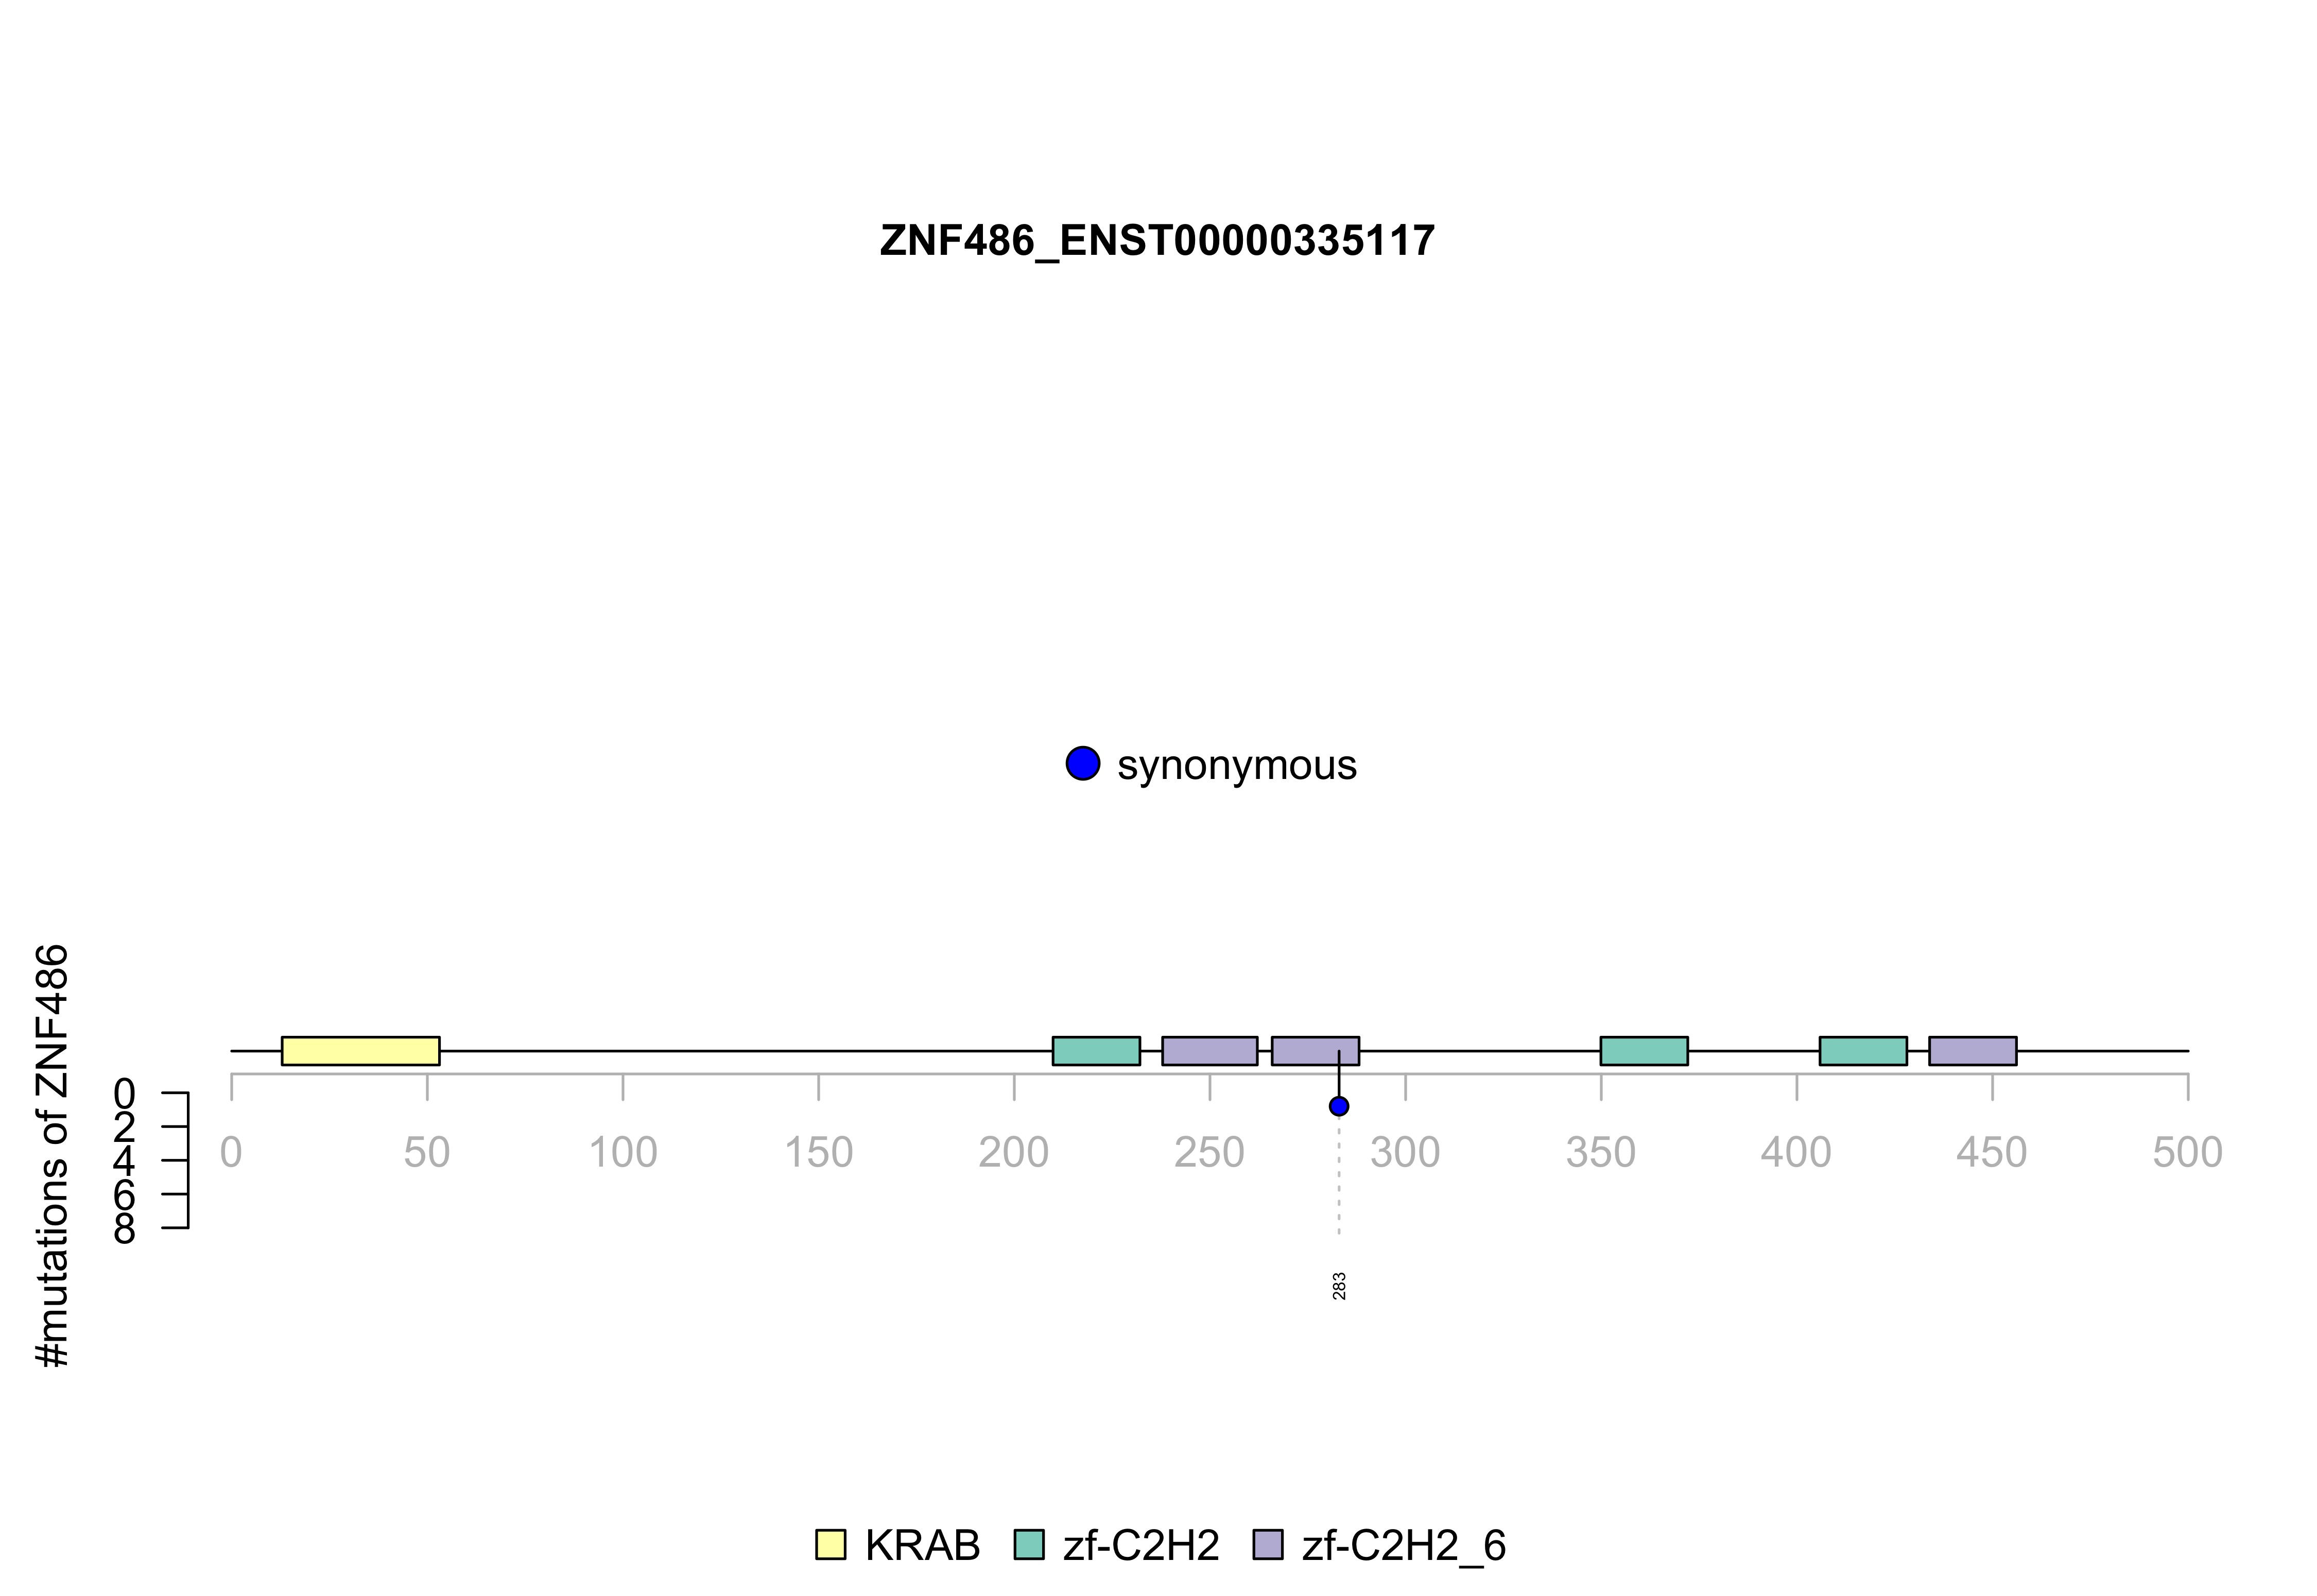 ZNF486_ENST00000335117
synonymous
#mutations of ZNF486
0
2
4
6
8
0 50 100 150 200 250 300 350 400 450 500
283
KRAB zf-C2H2 zf-C2H2_6